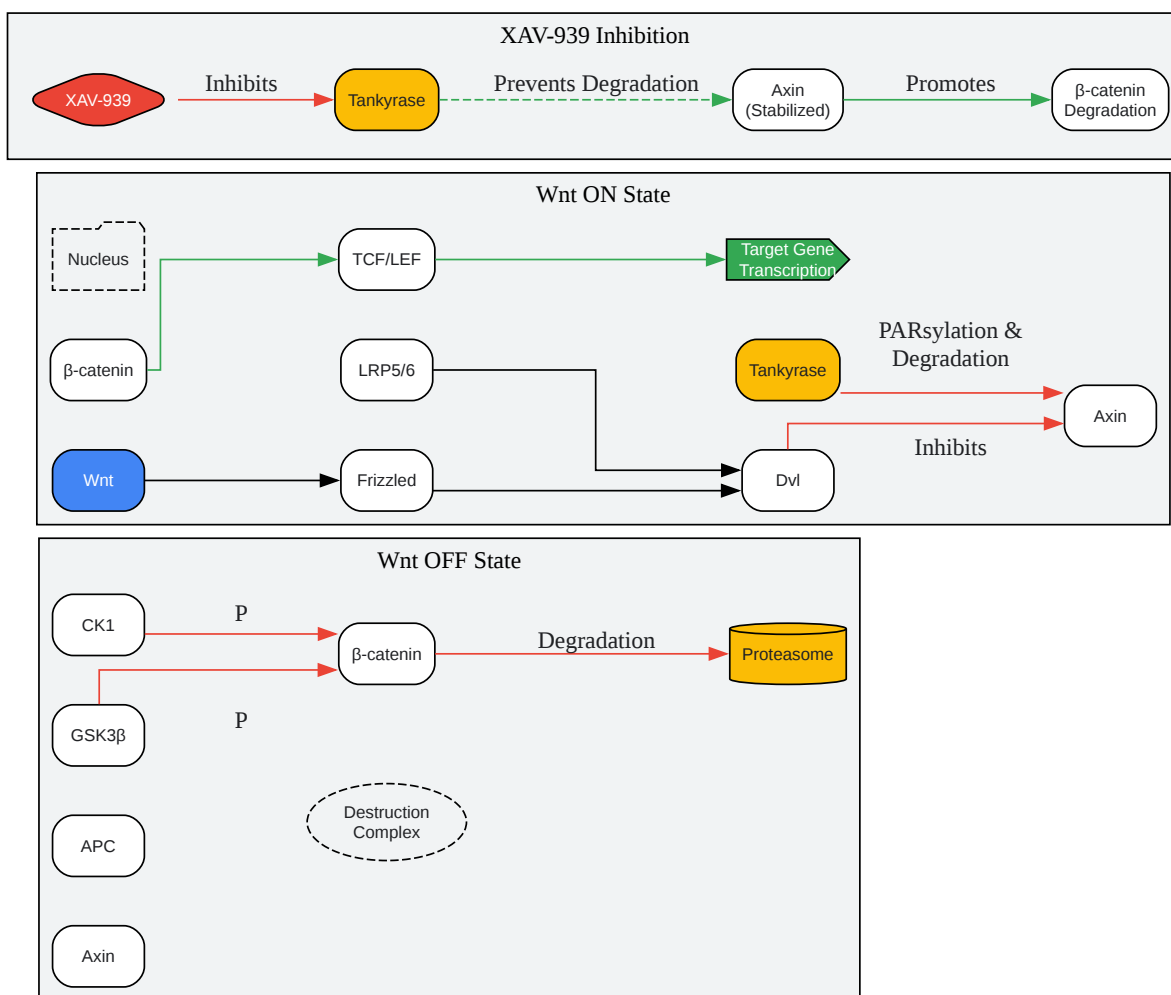 XAV-939 Inhibition
XAV-939
Inhibits
Tankyrase
Prevents Degradation
Axin
(Stabilized)
Promotes
β-catenin
Degradation
Wnt ON State
Nucleus
TCF/LEF
Target Gene
Transcription
β-catenin
LRP5/6
Tankyrase
PARsylation &
Degradation
Axin
Inhibits
Wnt
Frizzled
Dvl
Wnt OFF State
CK1
P
β-catenin
Degradation
Proteasome
GSK3β
P
Destruction
Complex
APC
Axin